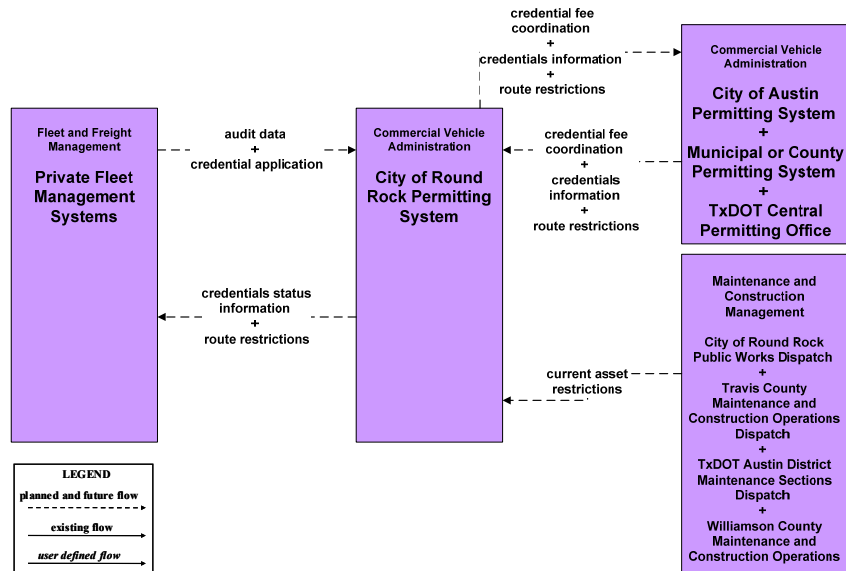 credential fee
coordination
+
credentials information
+
route restrictions
Commercial Vehicle
Administration
City of Austin
Permitting System
+
Municipal or County
Permitting System
+
TxDOT Central
Permitting Office
Fleet and Freight
Management
Private Fleet
Management
Systems
audit data
+
credential application
Commercial Vehicle
Administration
City of Round
Rock Permitting
System
credential fee
coordination
+
credentials
information
+
route restrictions
credentials status
information
+
route restrictions
current asset
restrictions
Maintenance and
Construction
Management
City of Round Rock
Public Works Dispatch
+
Travis County
Maintenance and
Construction Operations
Dispatch
+
TxDOT Austin District
Maintenance Sections
Dispatch
+
Williamson County
Maintenance and
Construction Operations
LEGEND
planned and future flow
existing flow
user defined flow